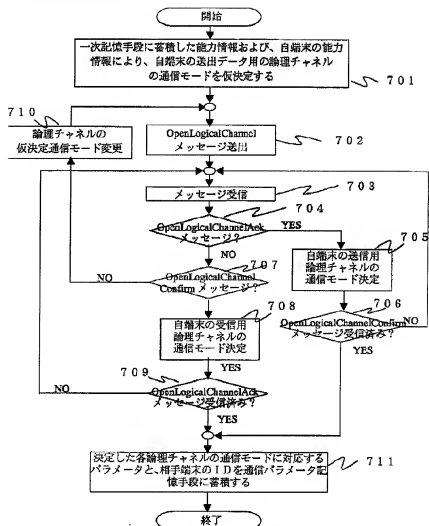 開始
一次記憶手段に蓄積した能力情報および、自端末の能力
情報により、自端末の送出データ用の論理チャンネル
の通信モードを仮決定する
701
710
論理チャネルの
仮決定通信モード変更
OpenLogicalChannel
メッセージ送出
702
メッセージ受信
703
704
OpenLogicalChannelAck
メッセージ?
YES
NO
705
自端末の送信用
論理チャンネルの
通信モード決定
707
OpenLogicalChannel
Confirm メッセージ?
NO
YES
706
OpenLogicalChannelConfirm
メッセージ受信済み?
NO
YES
708
自端末の受信用
論理チャンネルの
通信モード決定
709
OpenLogicalChannelAck
メッセージ受信済み?
NO
YES
決定した各論理チャンネルの通信モードに対応する
パラメータと、相手端末のIDを通信パラメータ記
憶手段に蓄積する
711
終了